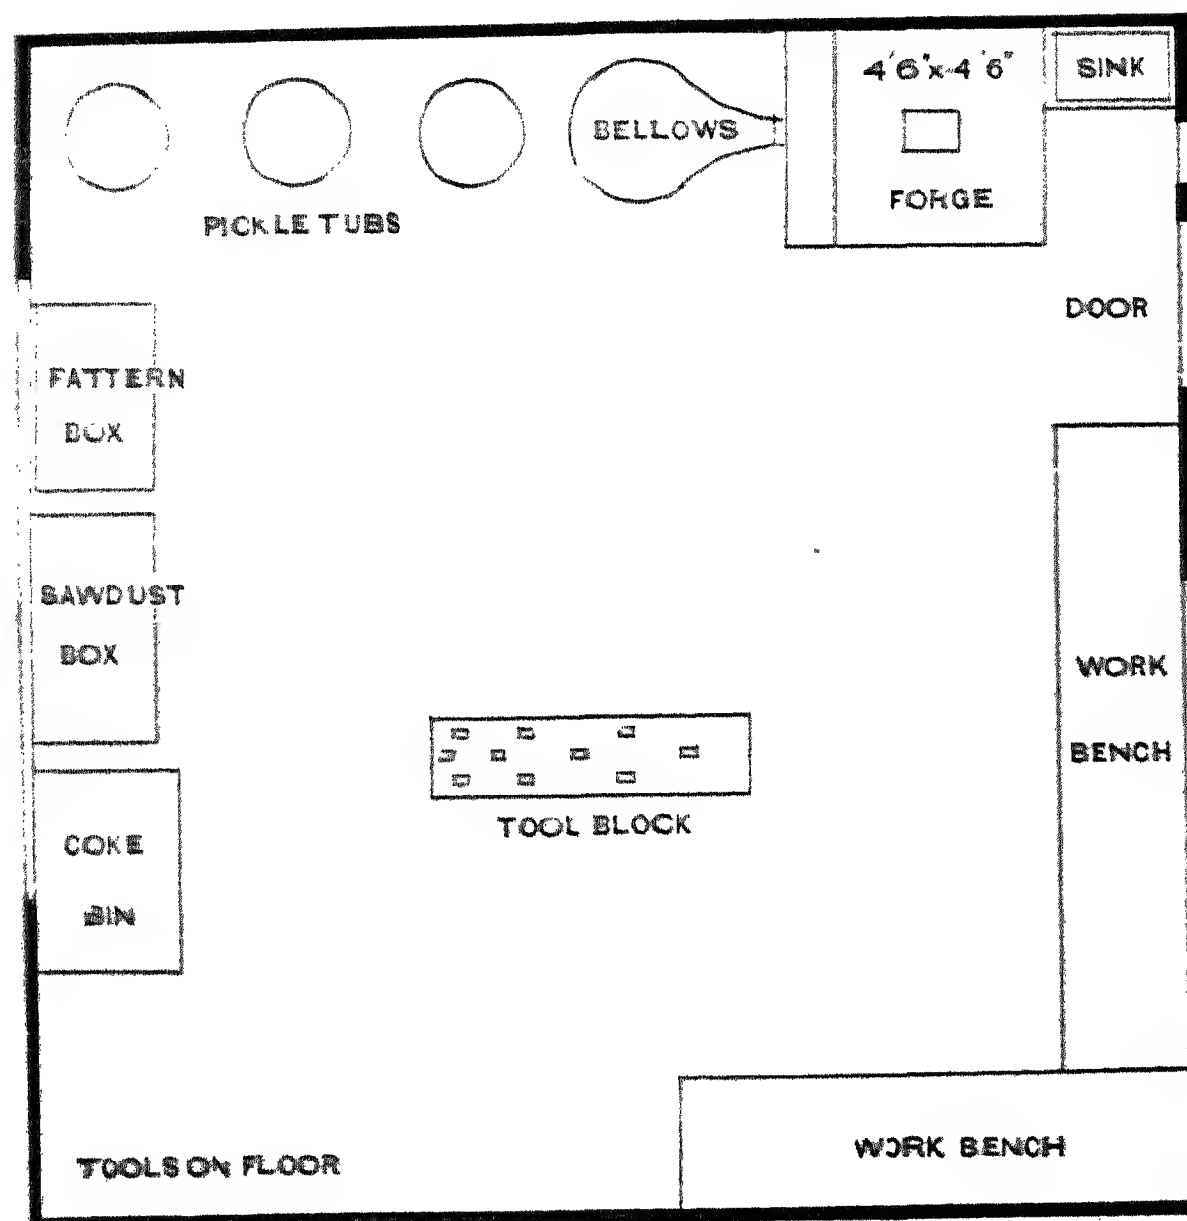 4'6"x4'6"
SINK
BELLOWS
FORGE
PICKLE TUBS
DOOR
FATTERN
BOX
SAWDUST
BOX
WORK
BENCH
TOOL BLOCK
COKE
BIN
WORK BENCH
TOOLS ON FLOOR